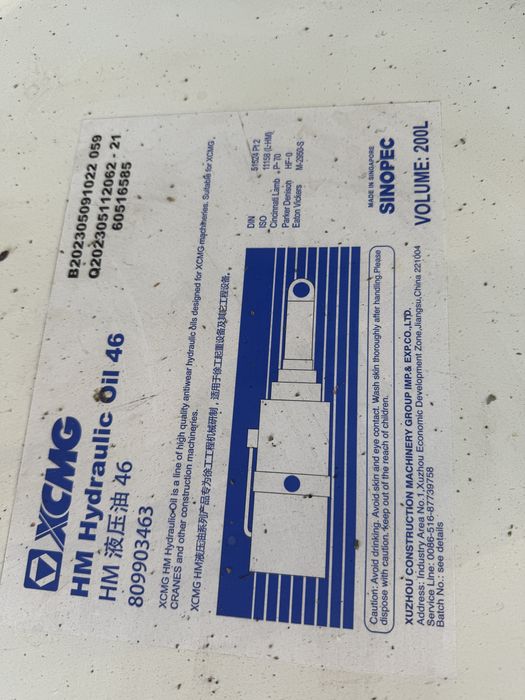 XCMG
HM Hydraulic Oil 46
HM 液压油 46
809903463
B202305091022 059
Q202305112062 - 21
60516585
XCMG HM Hydraulic Oil is a line of high quality antiwear hydraulic oils designed for XCMG machineries. Suitable for XCMG
CRANES and other construction machineries.
XCMG HM液压油系列产品专为徐工工程机械研制，适用于徐工起重设备及其它工程设备。
DIN 51524 Pt 2
ISO 11158 (L-HM)
Cincinnati Lamb P-70
Parker Denisch HF-0
Eaton Vickers M-2950-S
MADE IN SINGAPORE
SINOPEC
VOLUME: 200L
Caution: Avoid drinking. Avoid skin and eye contact. Wash skin thoroughly after handling.Please
dispose with caution. keep out of the reach of children.
XUZHOU CONSTRUCTION MACHINERY GROUP IMP.& EXP.CO.,LTD.
Address: Industry Area No.1,Xuzhou Economic Development Zone,Jiangsu,China 221004
Service Line: 0086-516-87739758
Batch No.: see details